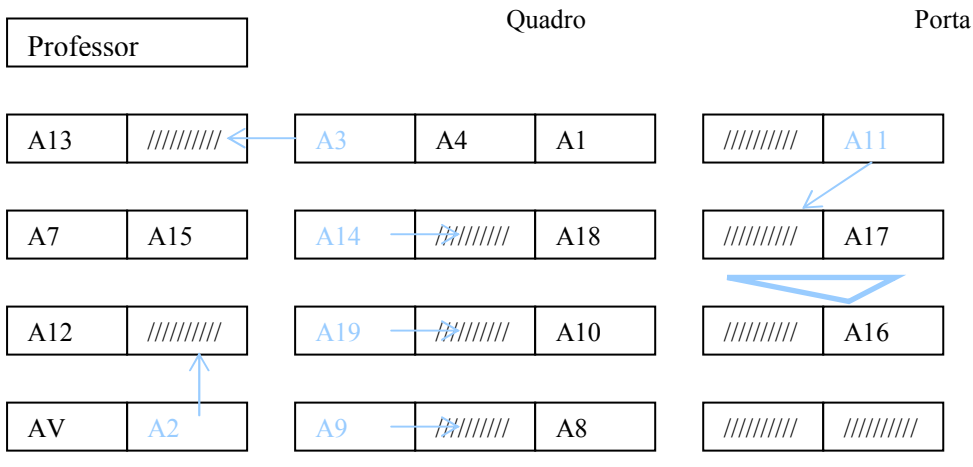 Quadro Porta
Professor
A13 ////////// A3 A4 A1 ////////// A11
A7 A15 A14 ////////// A18 ////////// A17
A12 ////////// A19 ////////// A10 ////////// A16
AV A2 A9 ////////// A8 ////////// //////////